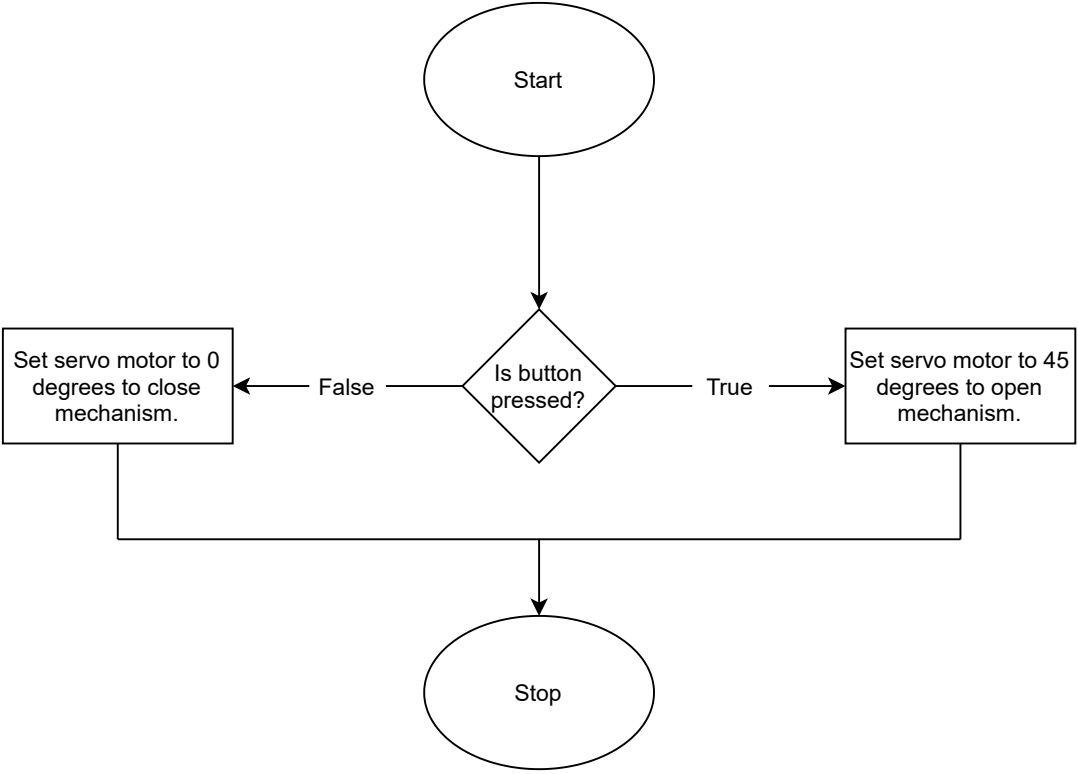 Start
Set servo motor to 0
degrees to close
mechanism.
False
Is button
pressed?
True
Set servo motor to 45
degrees to open
mechanism.
Stop